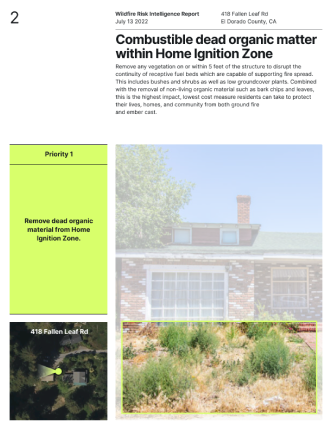 2
Wildfire Risk Intelligence Report
July 13 2022
418 Fallen Leaf Rd
El Dorado County, CA
Combustible dead organic matter
within Home Ignition Zone
Remove any vegetation on or within 5 feet of the structure to disrupt the
continuity of receptive fuel beds which are capable of supporting fire spread.
This includes bushes and shrubs as well as low groundcover plants. Combined
with the removal of non-living organic material such as bark chips and leaves,
this is the highest impact, lowest cost measure residents can take to protect
their lives, homes, and community from both ground fire
and ember cast.
Priority 1
Remove dead organic
material from Home
Ignition Zone.
418 Fallen Leaf Rd